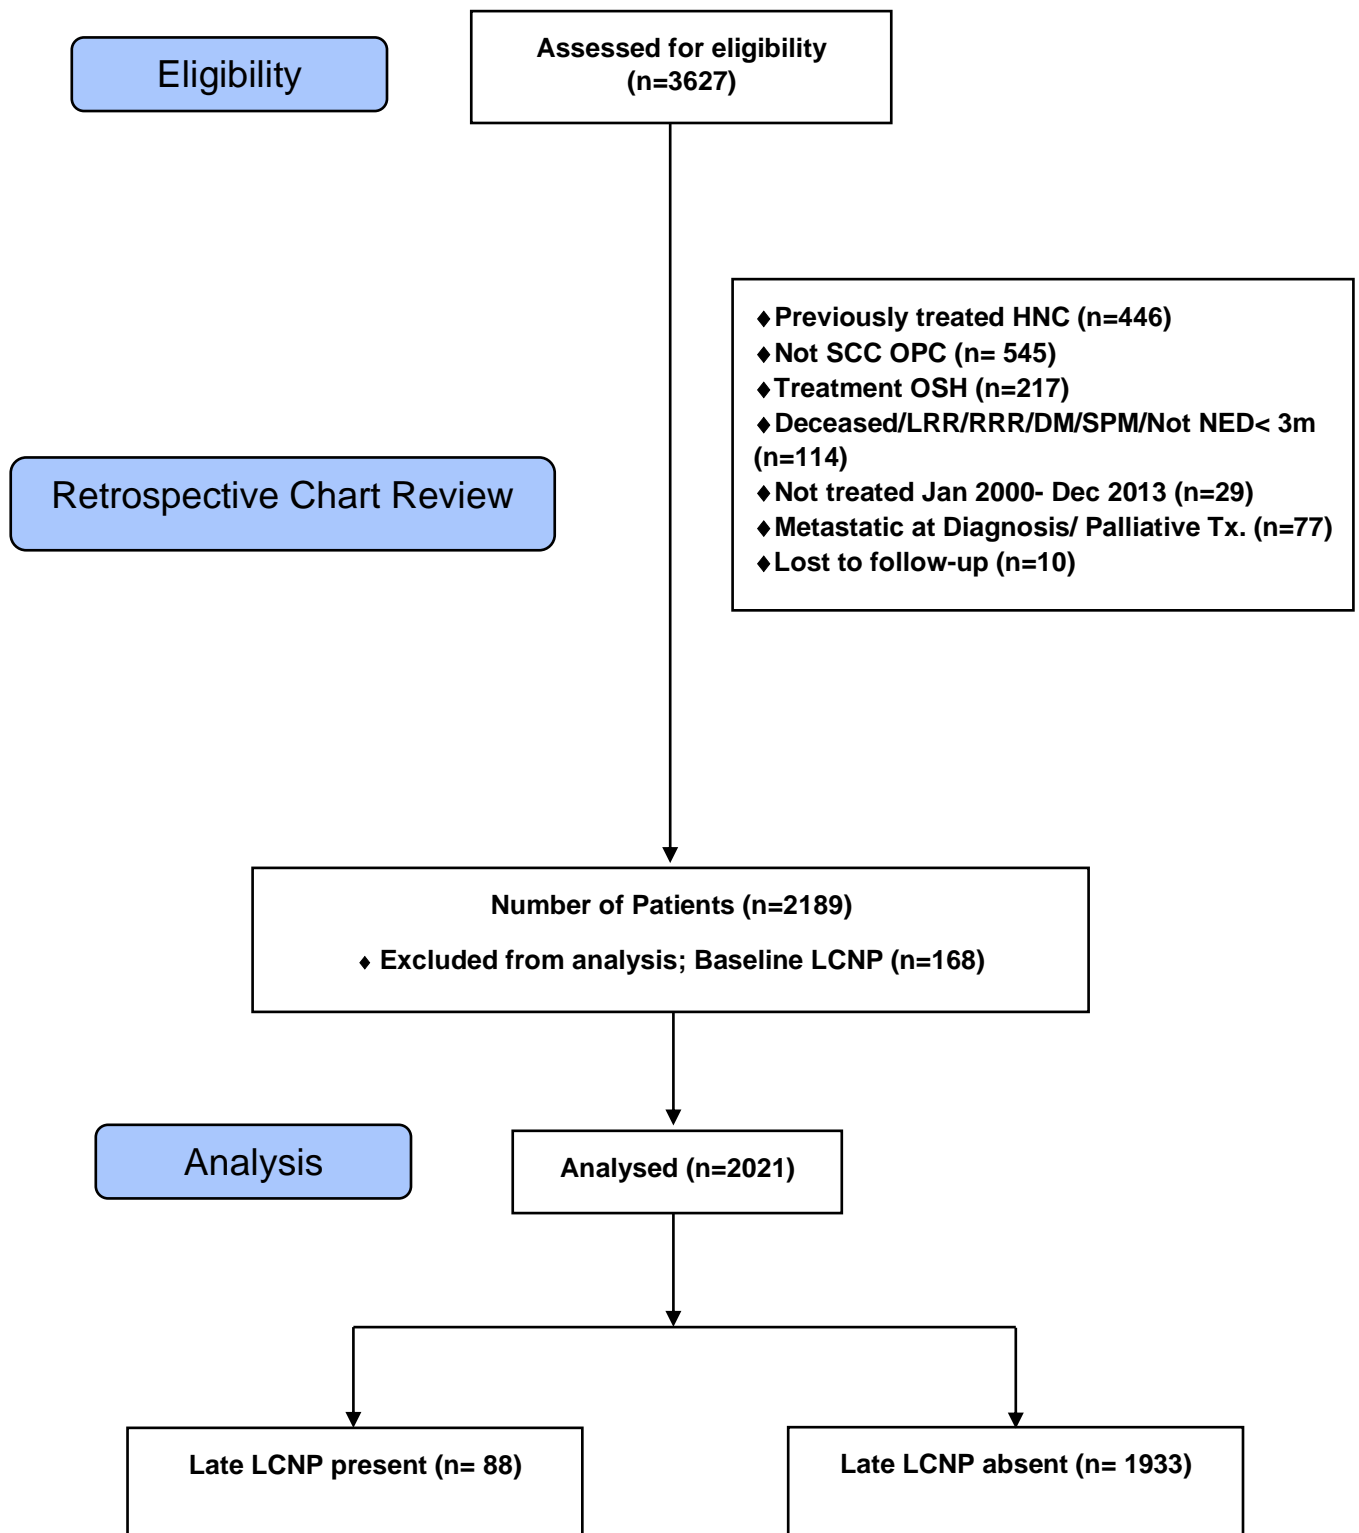 Eligibility
Assessed for eligibility
(n=3627)
♦Previously treated HNC (n=446)
♦Not SCC OPC (n= 545)
♦Treatment OSH (n=217)
♦Deceased/LRR/RRR/DM/SPM/Not NED< 3m
(n=114)
♦Not treated Jan 2000- Dec 2013 (n=29)
♦Metastatic at Diagnosis/ Palliative Tx. (n=77)
♦Lost to follow-up (n=10)
Retrospective Chart Review
Number of Patients (n=2189)
♦ Excluded from analysis; Baseline LCNP (n=168)
Analysis
Analysed (n=2021)
Late LCNP present (n= 88)
Late LCNP absent (n= 1933)